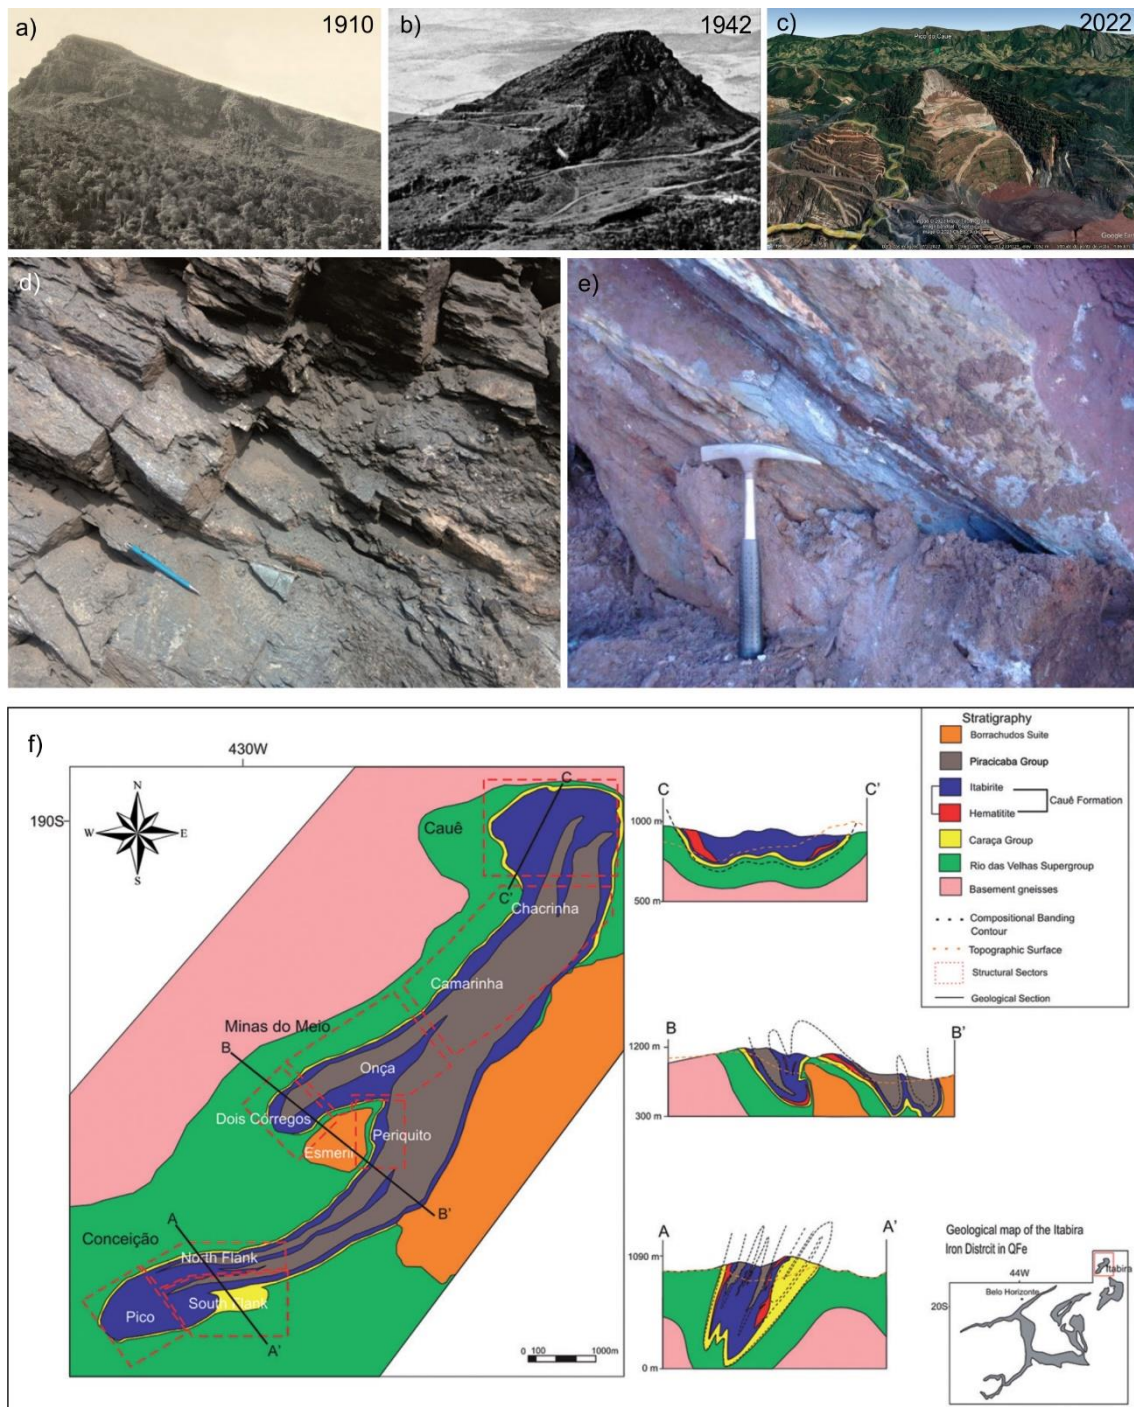 a)
1910
b)
1942
c)
Pico do Cauê
2022
d)
e)
f)
430W
190S
N
W
E
S
Cauê
C
C'
Chacrinha
Camarinha
Minas do Meio
B
Onça
Dois Córregos
Periquito
Esmeril
B'
A
Conceição
North Flank
South Flank
Pico
A'
0 100 1000m
C
C'
1000 m
500 m
B
B'
1200 m
300 m
A
A'
1090 m
0 m
Stratigraphy
Borrachudos Suite
Piracicaba Group
Itabirite
Hematitite
Cauê Formation
Caraça Group
Rio das Velhas Supergroup
Basement gneisses
Compositional Banding
Contour
Topographic Surface
Structural Sectors
Geological Section
Geological map of the Itabira
Iron Distrcit in QFe
44W
Itabira
Belo Horizonte
20S